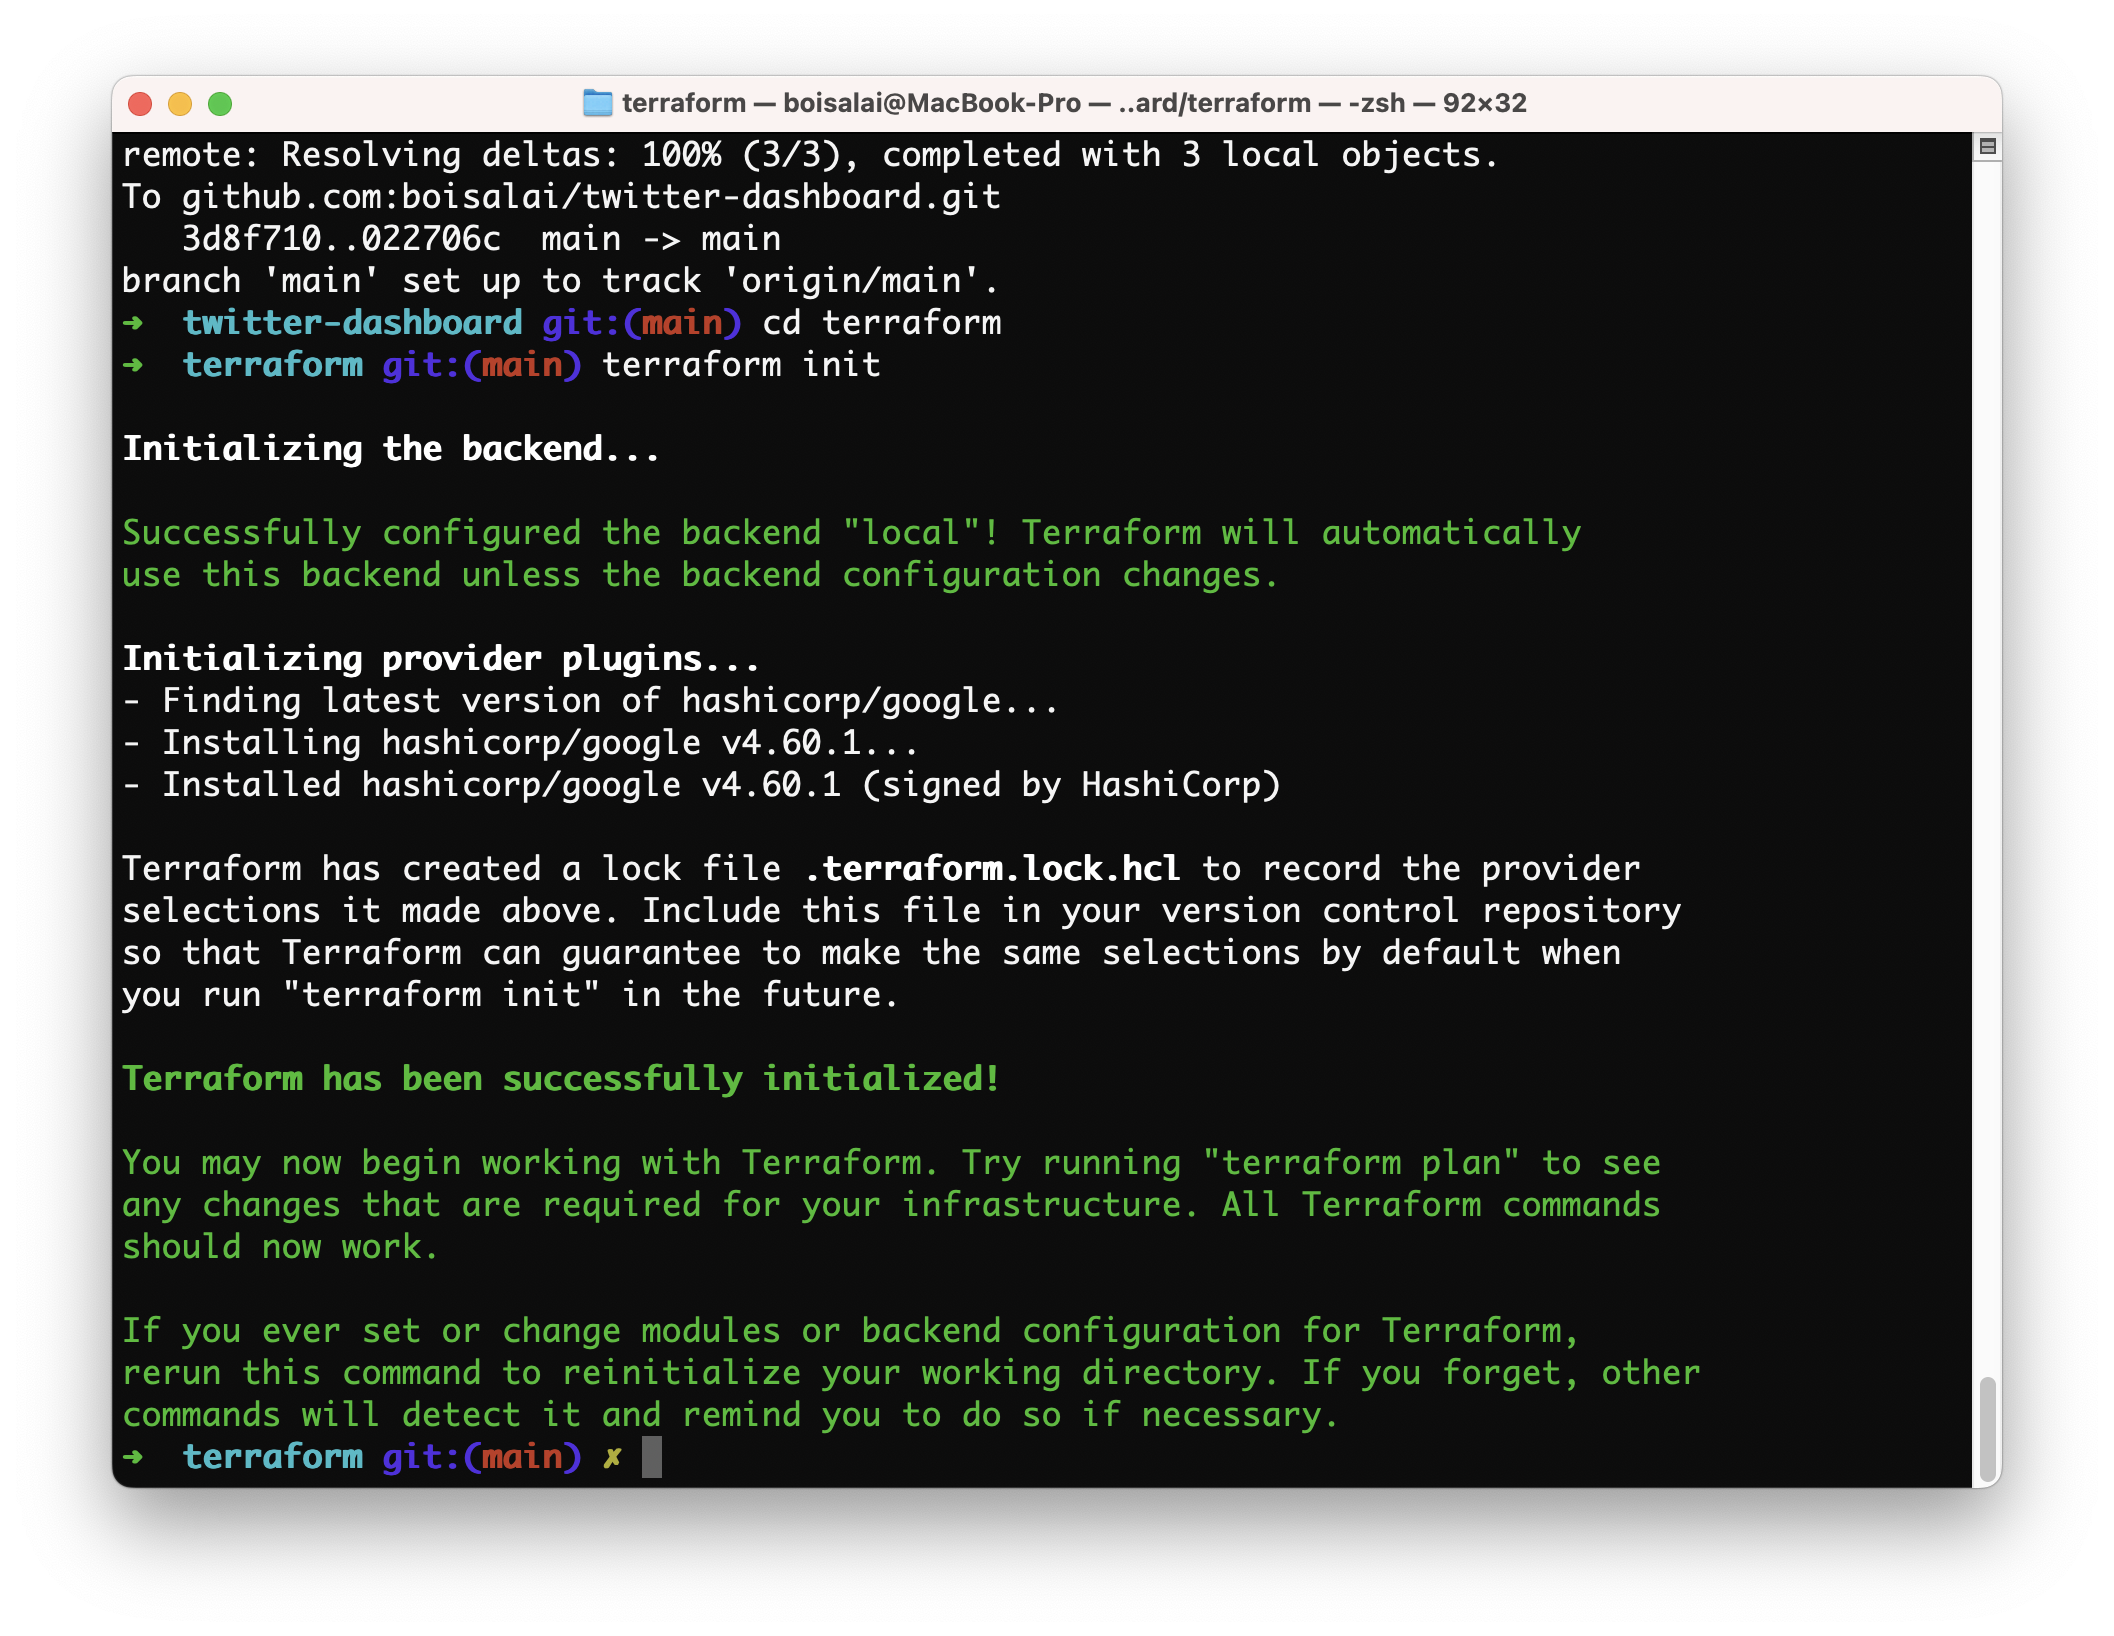 terraform — boisalai@MacBook-Pro — ..ard/terraform — -zsh — 92×32
remote: Resolving deltas: 100% (3/3), completed with 3 local objects.
To github.com:boisalai/twitter-dashboard.git
   3d8f710..022706c  main -> main
branch 'main' set up to track 'origin/main'.
➜  twitter-dashboard git:(main) cd terraform
➜  terraform git:(main) terraform init

Initializing the backend...

Successfully configured the backend "local"! Terraform will automatically
use this backend unless the backend configuration changes.

Initializing provider plugins...
- Finding latest version of hashicorp/google...
- Installing hashicorp/google v4.60.1...
- Installed hashicorp/google v4.60.1 (signed by HashiCorp)

Terraform has created a lock file .terraform.lock.hcl to record the provider
selections it made above. Include this file in your version control repository
so that Terraform can guarantee to make the same selections by default when
you run "terraform init" in the future.

Terraform has been successfully initialized!

You may now begin working with Terraform. Try running "terraform plan" to see
any changes that are required for your infrastructure. All Terraform commands
should now work.

If you ever set or change modules or backend configuration for Terraform,
rerun this command to reinitialize your working directory. If you forget, other
commands will detect it and remind you to do so if necessary.
➜  terraform git:(main) ✗